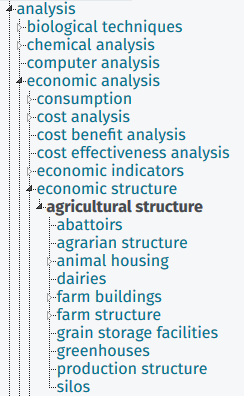 analysis
biological techniques
chemical analysis
computer analysis
economic analysis
consumption
cost analysis
cost benefit analysis
cost effectiveness analysis
economic indicators
economic structure
agricultural structure
abattoirs
agrarian structure
animal housing
dairies
farm buildings
farm structure
grain storage facilities
greenhouses
production structure
silos